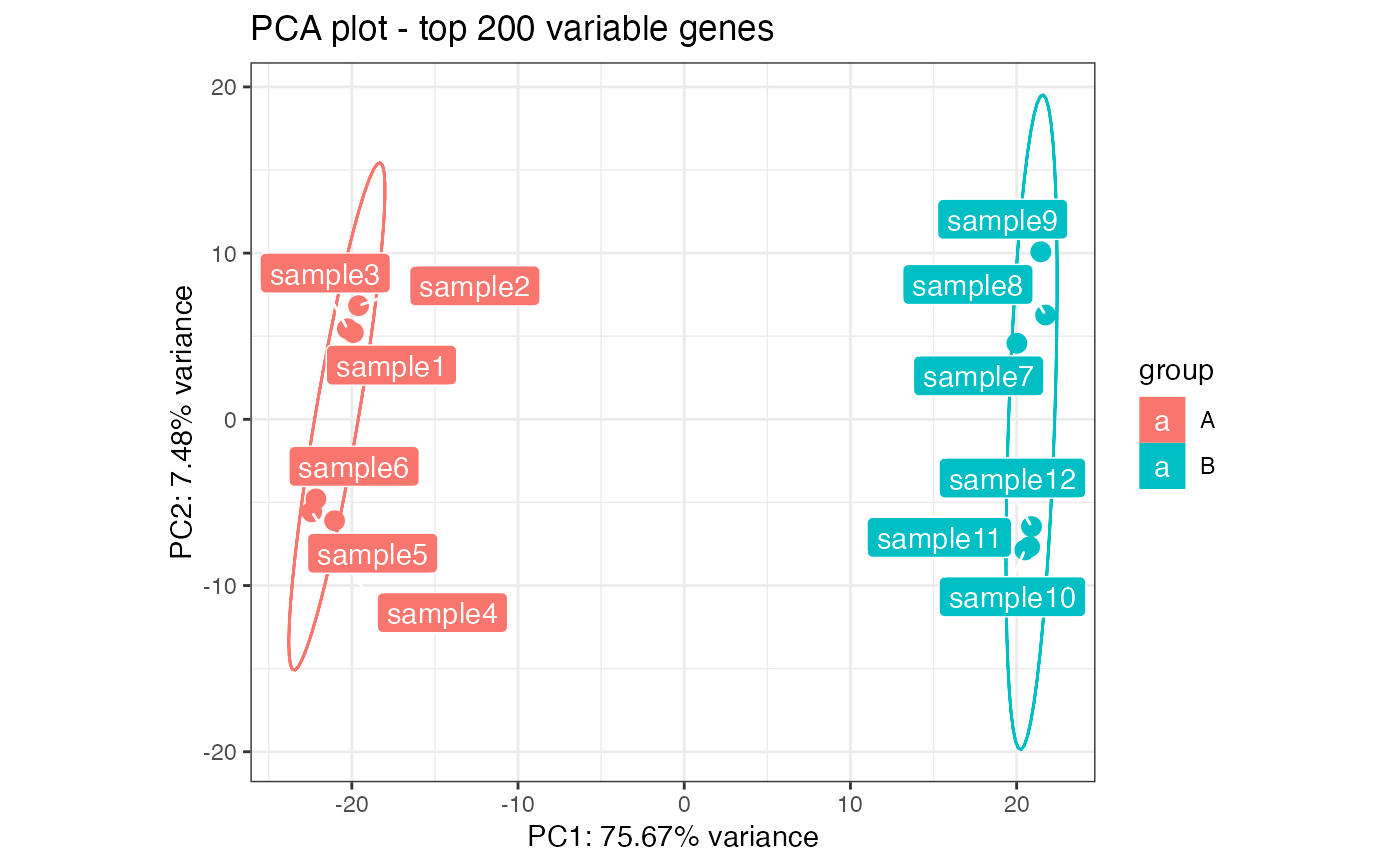 PCA plot - top 200 variable genes
PC2: 7.48% variance
20
10
0
-10
-20
sample9
sample3
sample2
sample8
sample1
sample7
sample6
sample12
sample11
sample5
sample10
sample4
group
a A
a B
-20
-10
0
10
20
PC1: 75.67% variance